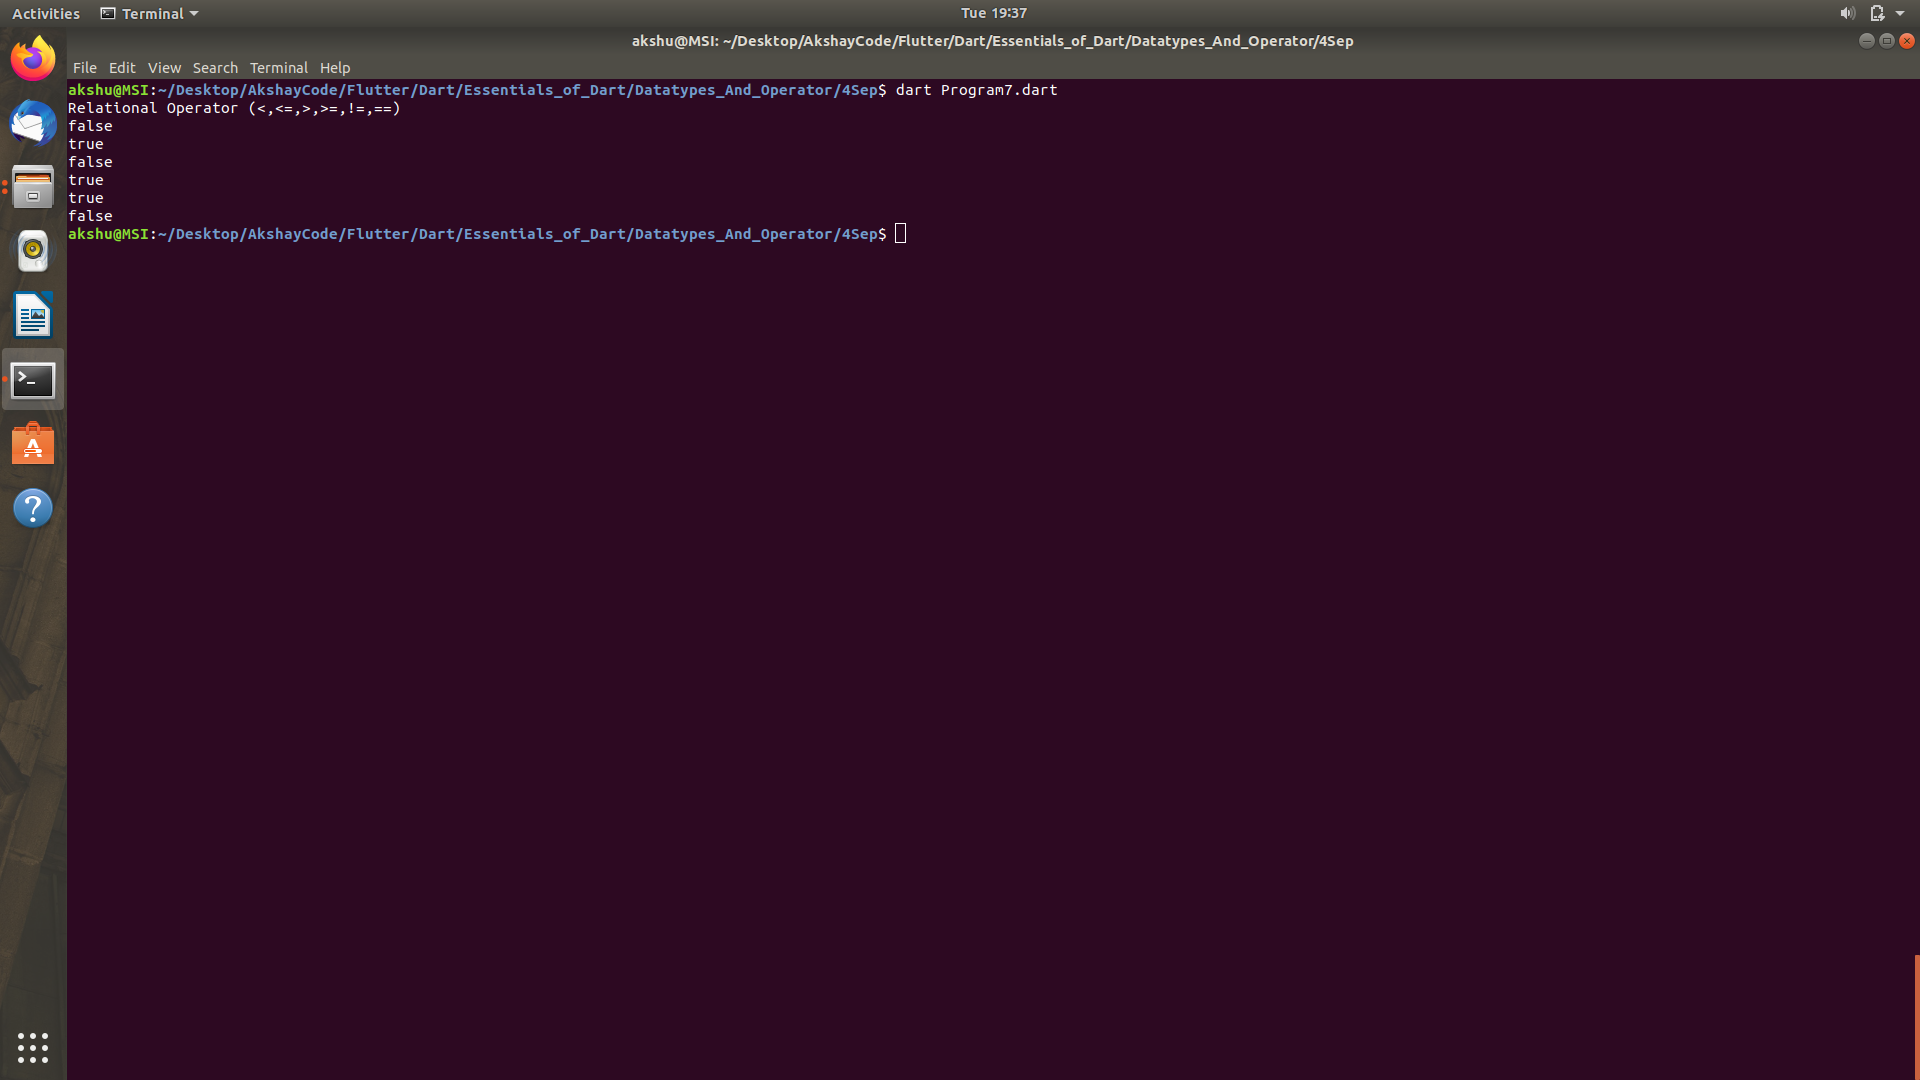 Activities Terminal Tue 19:37
akshu@MSI: ~/Desktop/AkshayCode/Flutter/Dart/Essentials_of_Dart/Datatypes_And_Operator/4Sep
File Edit View Search Terminal Help
akshu@MSI:~/Desktop/AkshayCode/Flutter/Dart/Essentials_of_Dart/Datatypes_And_Operator/4Sep$ dart Program7.dart
Relational Operator (<,<=,>,>=,!=,==)
false
true
false
true
true
false
akshu@MSI:~/Desktop/AkshayCode/Flutter/Dart/Essentials_of_Dart/Datatypes_And_Operator/4Sep$